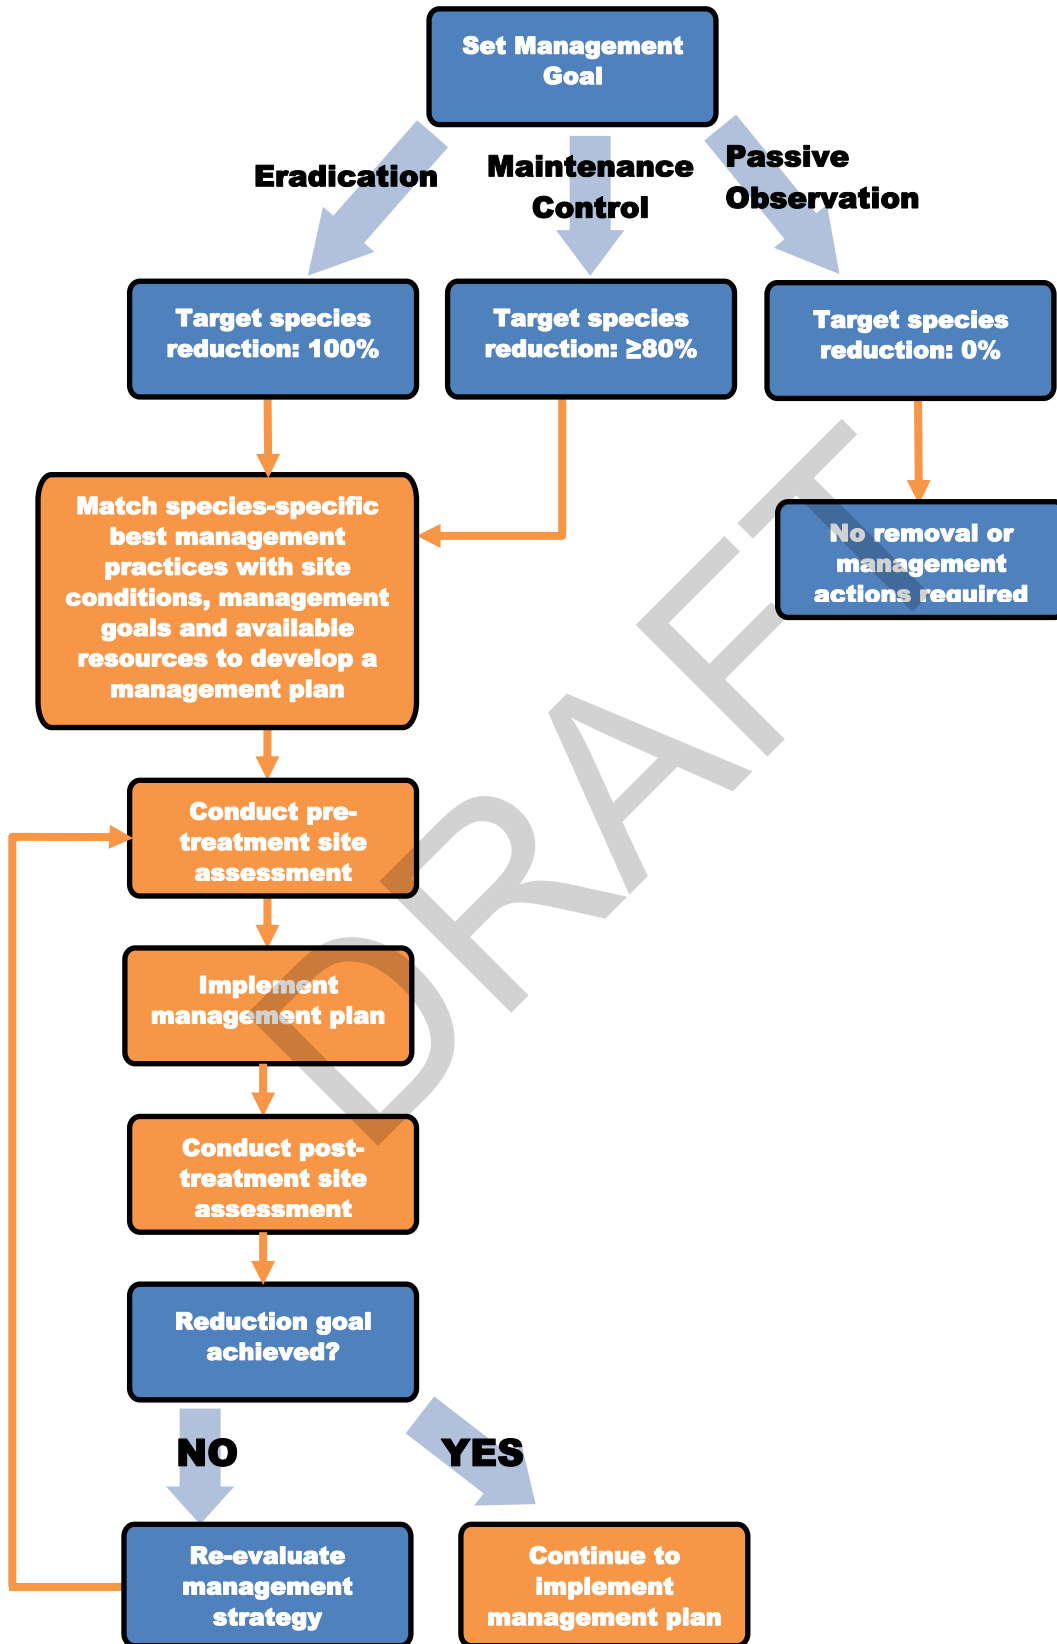 Set Management
Goal
Eradication
Maintenance
Control
Passive
Observation
Target species
reduction: 100%
Target species
reduction: ≥80%
Target species
reduction: 0%
Match species-specific
best management
practices with site
conditions, management
goals and available
resources to develop a
management plan
No removal or
management
actions required
Conduct pre-
treatment site
assessment
Implement
management plan
Conduct post-
treatment site
assessment
Reduction goal
achieved?
NO
YES
Re-evaluate
management
strategy
Continue to
implement
management plan
DRAFT